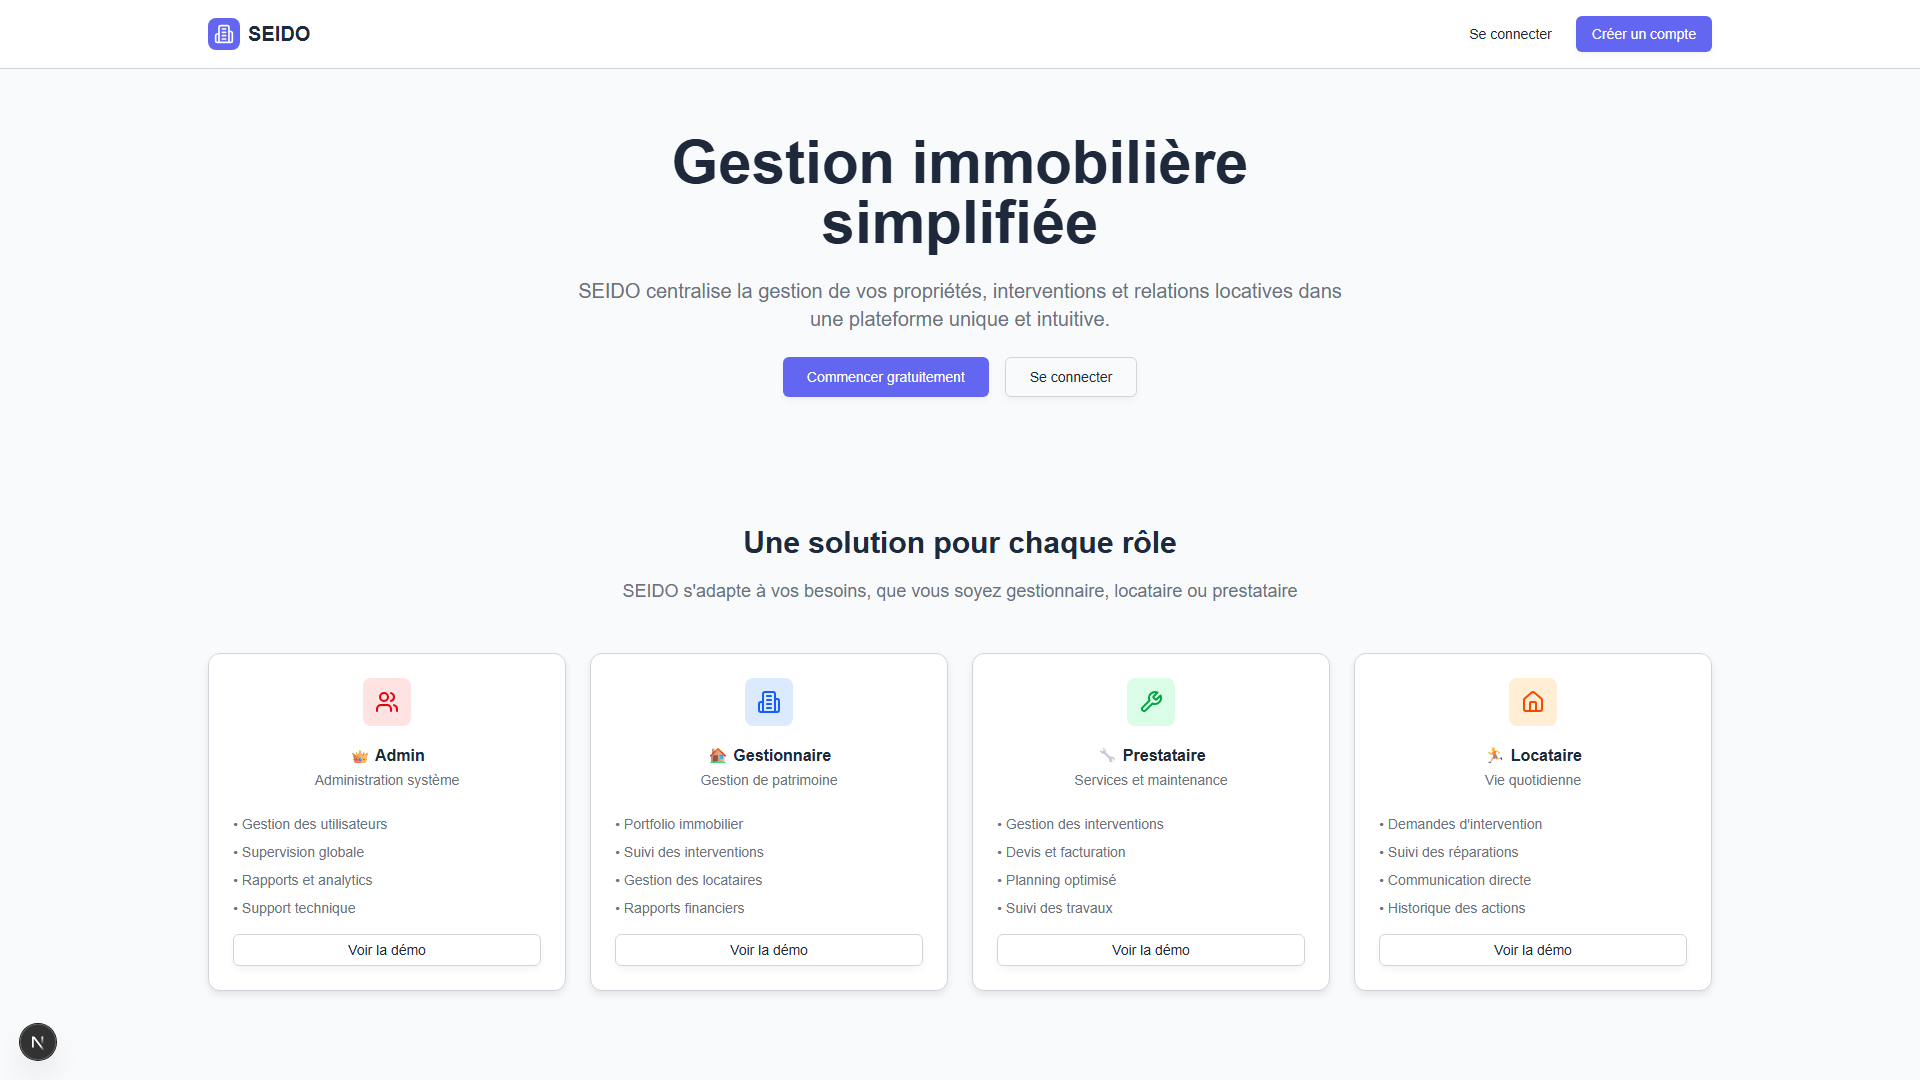 SEIDO
Se connecter
Créer un compte
Gestion immobilière
simplifiée
SEIDO centralise la gestion de vos propriétés, interventions et relations locatives dans
une plateforme unique et intuitive.
Commencer gratuitement
Se connecter
Une solution pour chaque rôle
SEIDO s'adapte à vos besoins, que vous soyez gestionnaire, locataire ou prestataire
👑 Admin
Administration système
• Gestion des utilisateurs
• Supervision globale
• Rapports et analytics
• Support technique
Voir la démo
🏠 Gestionnaire
Gestion de patrimoine
• Portfolio immobilier
• Suivi des interventions
• Gestion des locataires
• Rapports financiers
Voir la démo
🔧 Prestataire
Services et maintenance
• Gestion des interventions
• Devis et facturation
• Planning optimisé
• Suivi des travaux
Voir la démo
🏃 Locataire
Vie quotidienne
• Demandes d'intervention
• Suivi des réparations
• Communication directe
• Historique des actions
Voir la démo
N